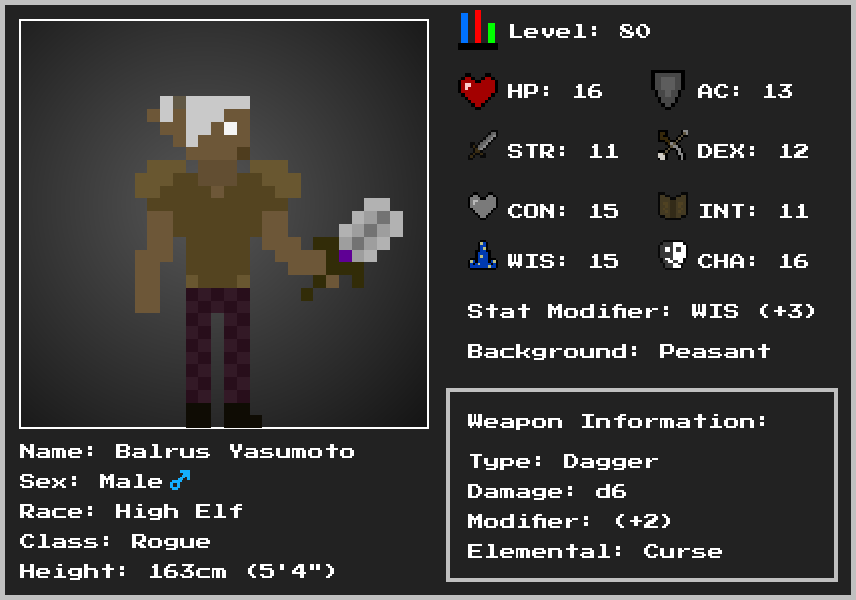 Level: 80
HP: 16
AC: 13
STR: 11
DEX: 12
CON: 15
INT: 11
WIS: 15
CHA: 16
Stat Modifier: WIS (+3)
Background: Peasant
Weapon Information:
Type: Dagger
Damage: d6
Modifier: (+2)
Elemental: Curse
Name: Balrus Yasumoto
Sex: Male♂
Race: High Elf
Class: Rogue
Height: 163cm (5'4")